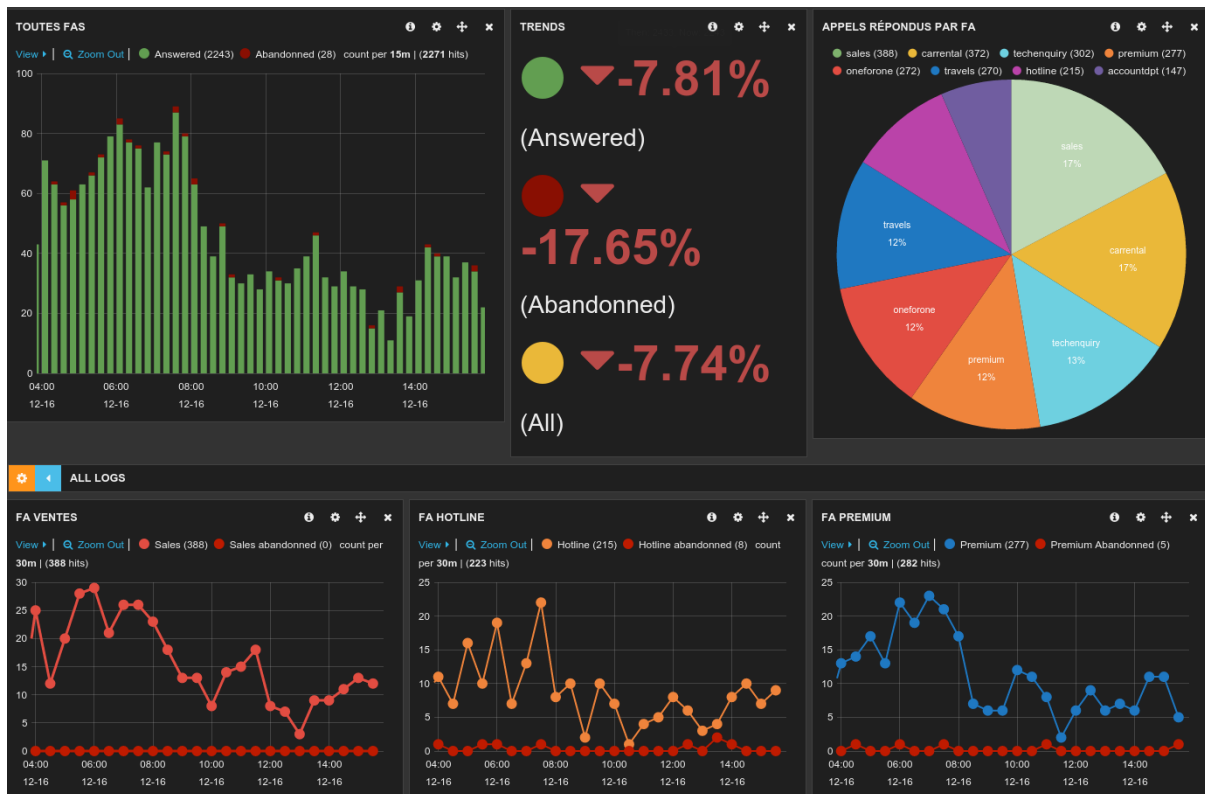 TOUTES FAS
View Zoom Out | Answered (2243) Abandonned (28) count per 15m | (2271 hits)
100
80
60
40
20
0
04:00 06:00 08:00 10:00 12:00 14:00
12-16 12-16 12-16 12-16 12-16 12-16
TRENDS
-7.81%
(Answered)
-17.65%
(Abandonned)
-7.74%
(All)
APPELS RÉPONDUS PAR FA
sales (388) carrental (372) techenquiry (302) premium (277)
oneforone (272) travels (270) hotline (215) accountdpt (147)
sales
17%
carrental
17%
techenquiry
13%
premium
12%
oneforone
12%
travels
12%
ALL LOGS
FA VENTES
View | Zoom Out | Sales (388) Sales abandonned (0) count per
30m | (388 hits)
30
25
20
15
10
5
0
04:00 06:00 08:00 10:00 12:00 14:00
12-16 12-16 12-16 12-16 12-16 12-16
FA HOTLINE
View | Zoom Out | Hotline (215) Hotline abandonned (8) count
per 30m | (223 hits)
25
20
15
10
5
0
04:00 06:00 08:00 10:00 12:00 14:00
12-16 12-16 12-16 12-16 12-16 12-16
FA PREMIUM
View | Zoom Out | Premium (277) Premium Abandonned (5)
count per 30m | (282 hits)
25
20
15
10
5
0
04:00 06:00 08:00 10:00 12:00 14:00
12-16 12-16 12-16 12-16 12-16 12-16